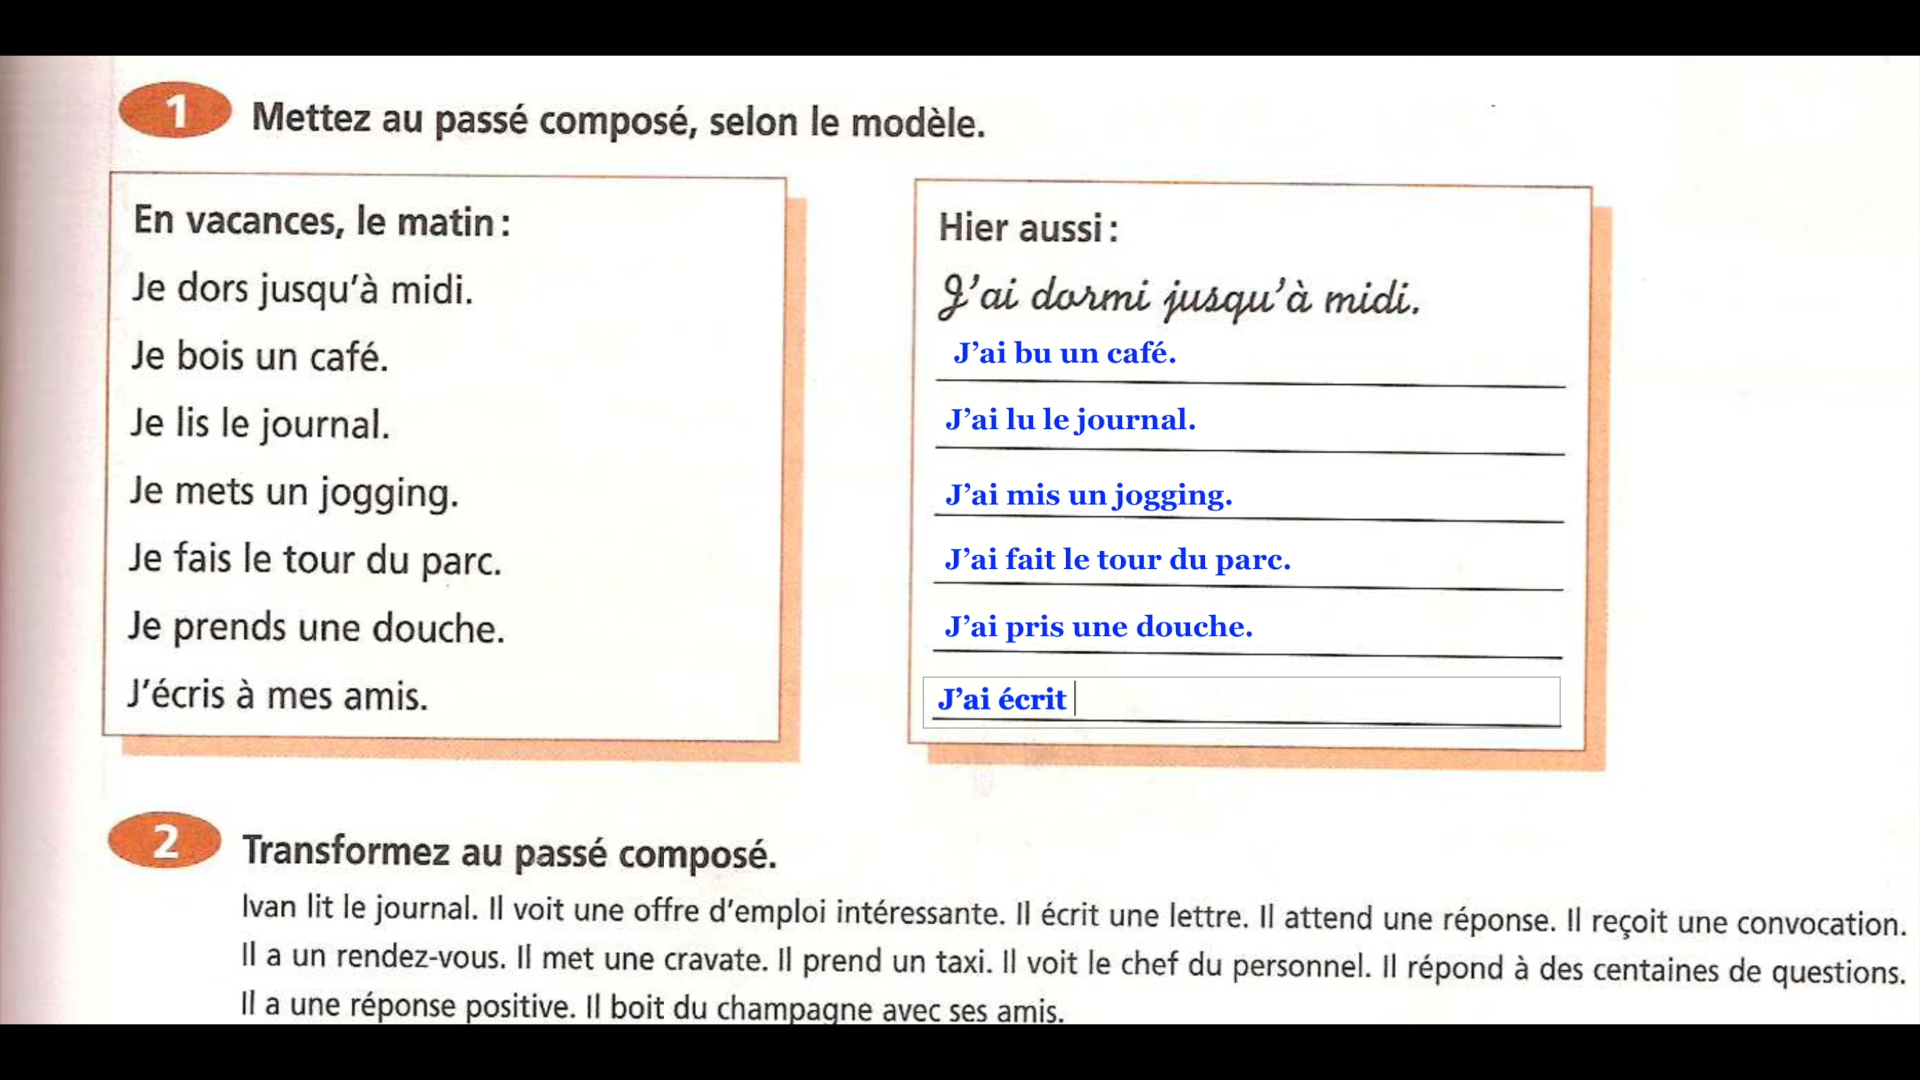 1 Mettez au passé composé, selon le modèle.
En vacances, le matin :
Je dors jusqu'à midi.
Je bois un café.
Je lis le journal.
Je mets un jogging.
Je fais le tour du parc.
Je prends une douche.
J'écris à mes amis.
Hier aussi :
J'ai dormi jusqu'à midi.
J'ai bu un café.
J'ai lu le journal.
J'ai mis un jogging.
J'ai fait le tour du parc.
J'ai pris une douche.
J'ai écrit
2 Transformez au passé composé.
Ivan lit le journal. Il voit une offre d'emploi intéressante. Il écrit une lettre. Il attend une réponse. Il reçoit une convocation.
Il a un rendez-vous. Il met une cravate. Il prend un taxi. Il voit le chef du personnel. Il répond à des centaines de questions.
Il a une réponse positive. Il boit du champagne avec ses amis.